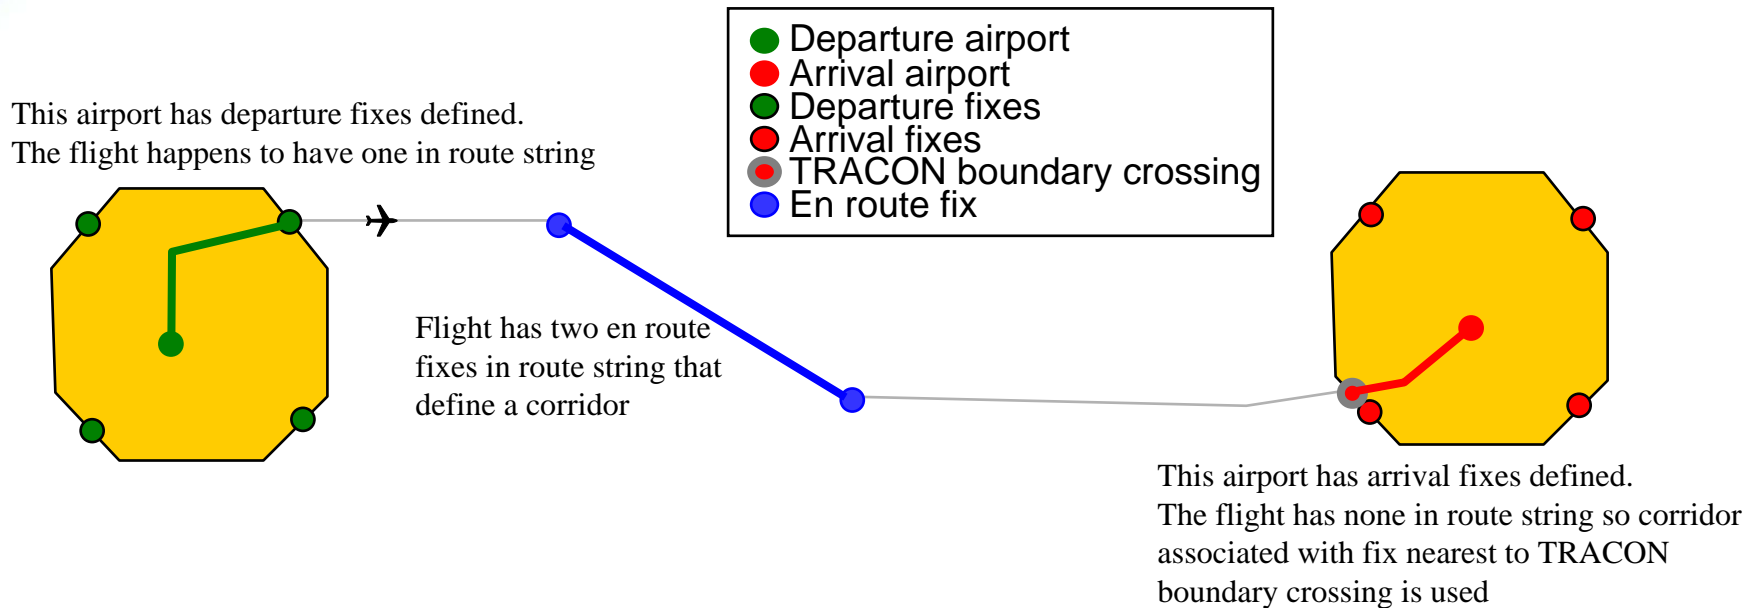 Departure airport
Arrival airport
Departure fixes
Arrival fixes
TRACON boundary crossing
En route fix
This airport has departure fixes defined.
The flight happens to have one in route string
Flight has two en route
fixes in route string that
define a corridor
This airport has arrival fixes defined.
The flight has none in route string so corridor
associated with fix nearest to TRACON
boundary crossing is used